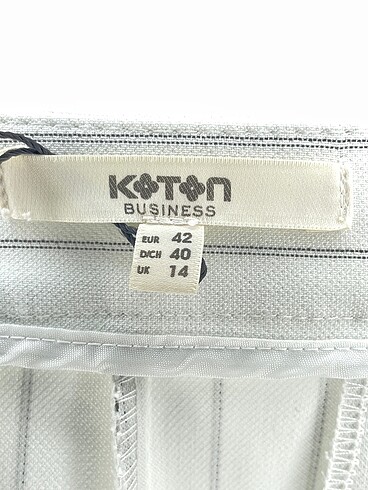 KOTON
BUSINESS
EUR 42
D/CH 40
UK 14